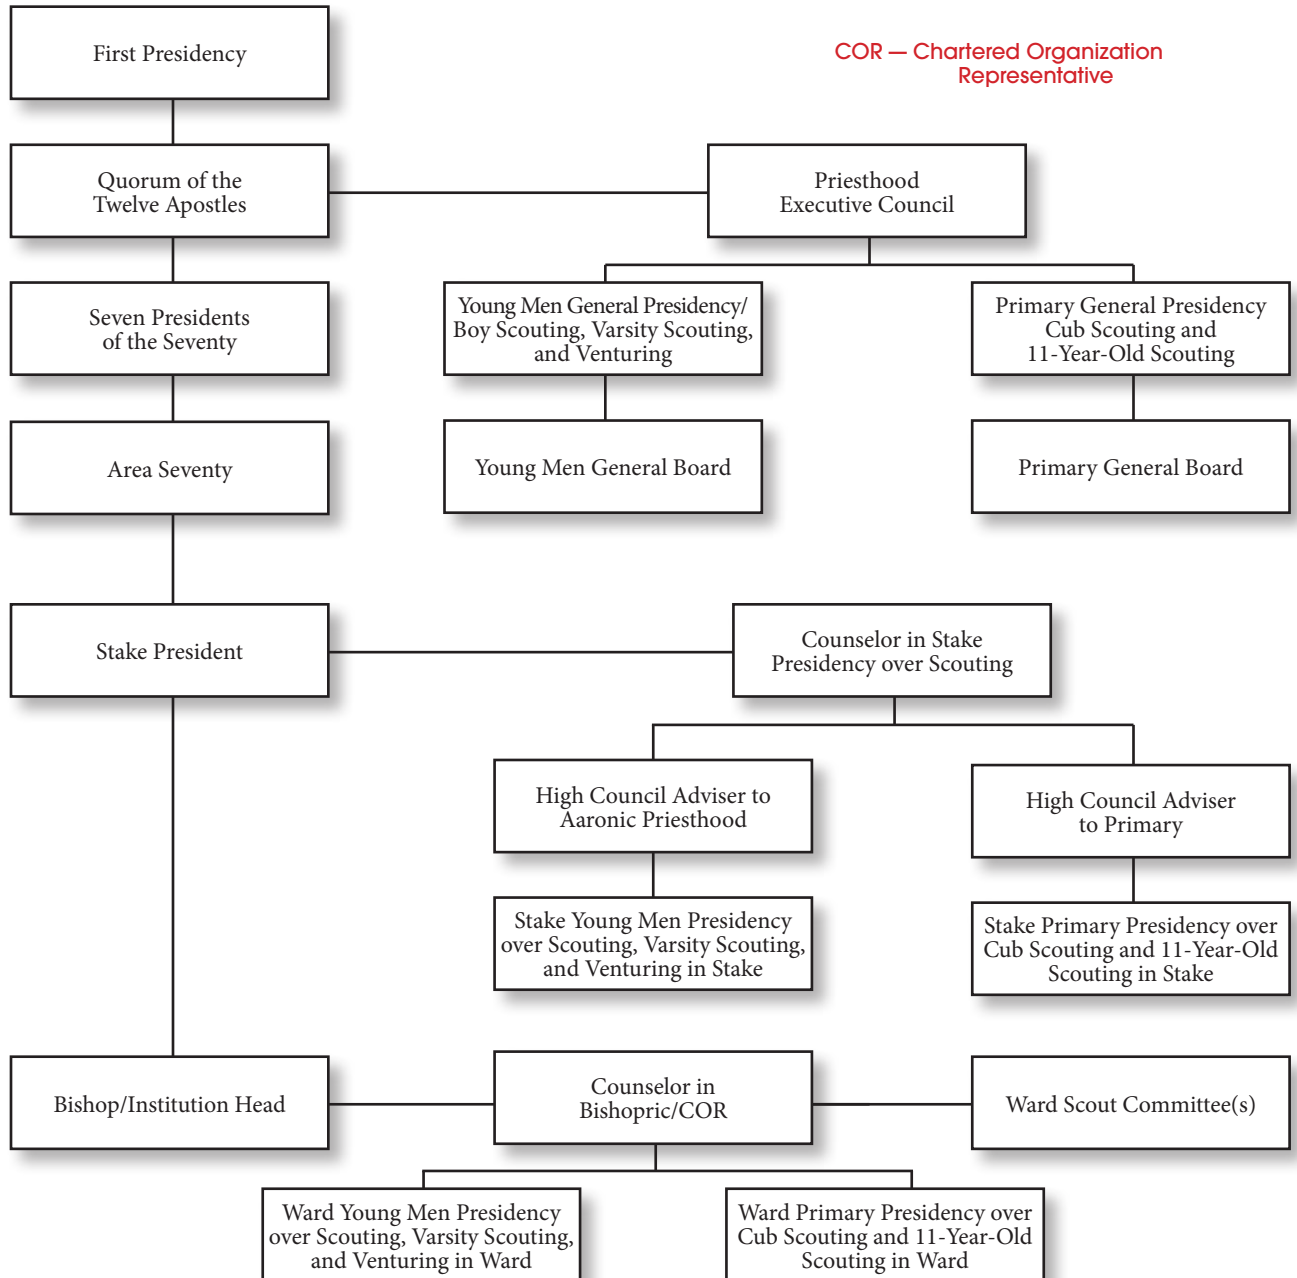 First Presidency
COR — Chartered Organization
Representative
Quorum of the
Twelve Apostles
Priesthood
Executive Council
Seven Presidents
of the Seventy
Young Men General Presidency/
Boy Scouting, Varsity Scouting,
and Venturing
Primary General Presidency
Cub Scouting and
11-Year-Old Scouting
Area Seventy
Young Men General Board
Primary General Board
Stake President
Counselor in Stake
Presidency over Scouting
High Council Adviser to
Aaronic Priesthood
High Council Adviser
to Primary
Stake Young Men Presidency
over Scouting, Varsity Scouting,
and Venturing in Stake
Stake Primary Presidency over
Cub Scouting and 11-Year-Old
Scouting in Stake
Bishop/Institution Head
Counselor in
Bishopric/COR
Ward Scout Committee(s)
Ward Young Men Presidency
over Scouting, Varsity Scouting,
and Venturing in Ward
Ward Primary Presidency over
Cub Scouting and 11-Year-Old
Scouting in Ward